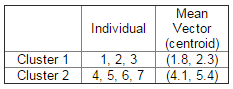 Individual Mean Vector (centroid)
Cluster 1 1, 2, 3 (1.8, 2.3)
Cluster 2 4, 5, 6, 7 (4.1, 5.4)